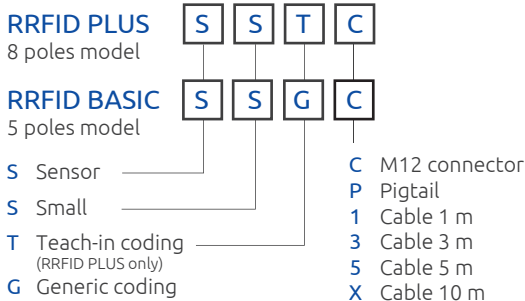 RRFID PLUS S S T C
8 poles model
RRFID BASIC S S G C
5 poles model
S Sensor
S Small
T Teach-in coding
(RRFID PLUS only)
G Generic coding
C M12 connector
P Pigtail
1 Cable 1 m
3 Cable 3 m
5 Cable 5 m
X Cable 10 m